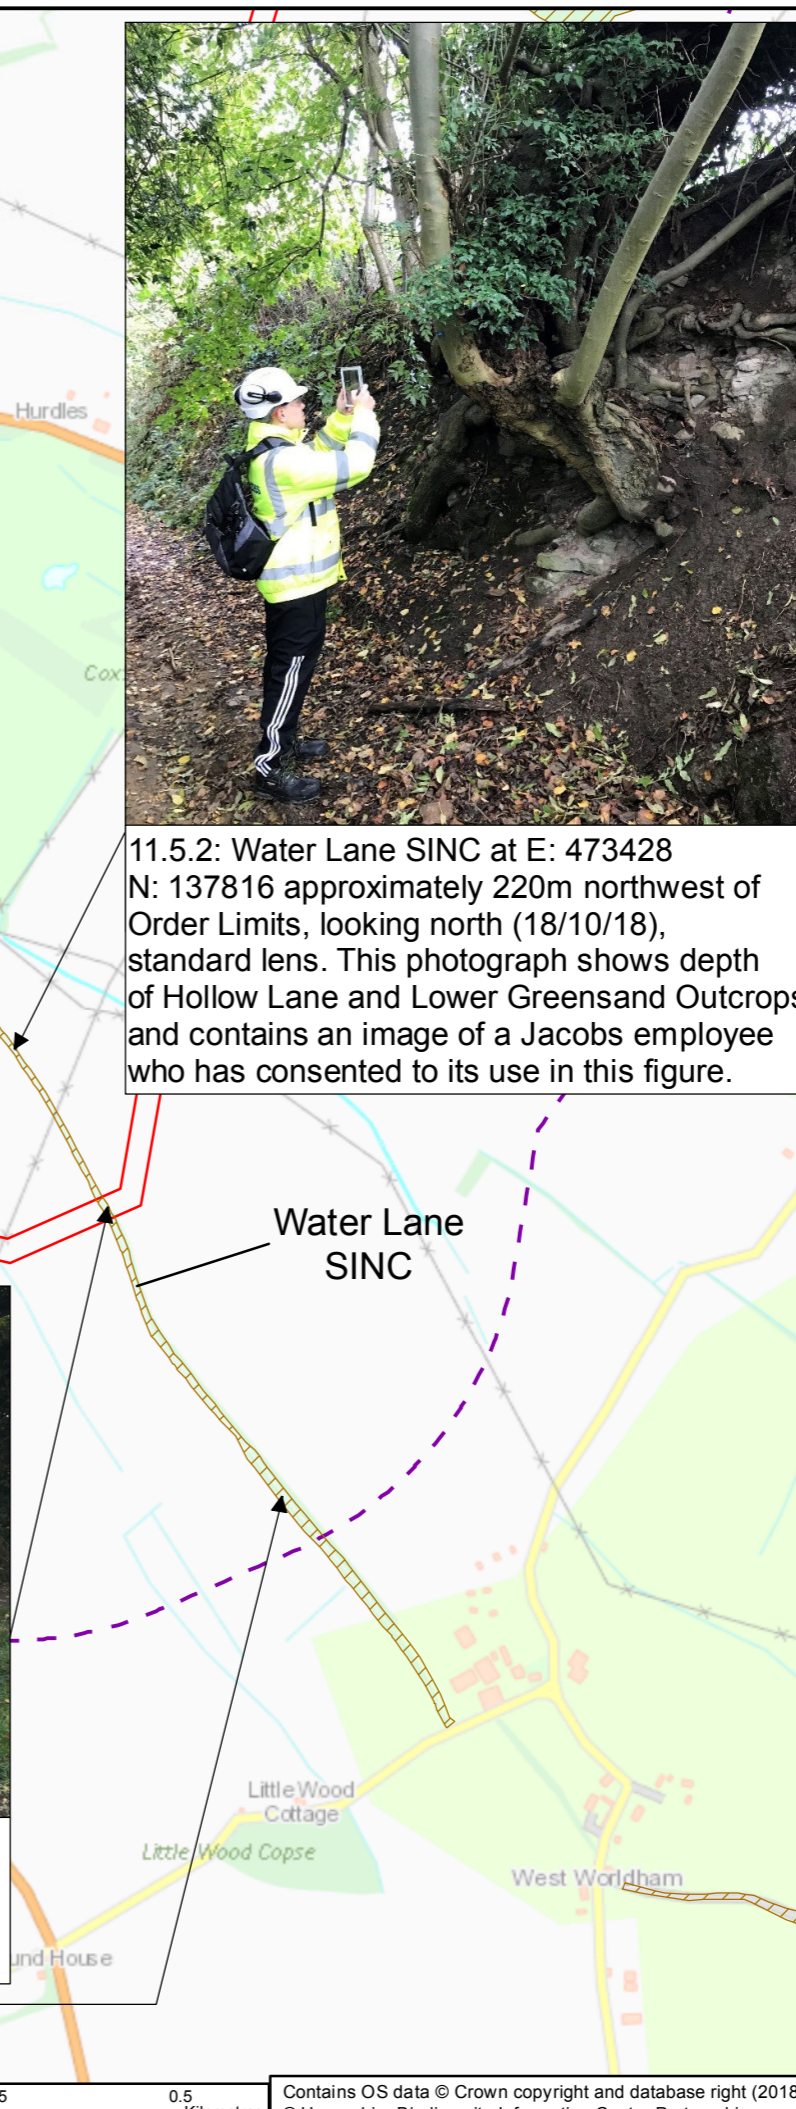 Hurdles
Cox
11.5.2: Water Lane SINC at E: 473428
N: 137816 approximately 220m northwest of
Order Limits, looking north (18/10/18),
standard lens. This photograph shows depth
of Hollow Lane and Lower Greensand Outcrops
and contains an image of a Jacobs employee
who has consented to its use in this figure.
Water Lane
SINC
Little Wood
Cottage
Little Wood Copse
West Worldham
und House
5
0.5
Contains OS data © Crown copyright and database right (2018